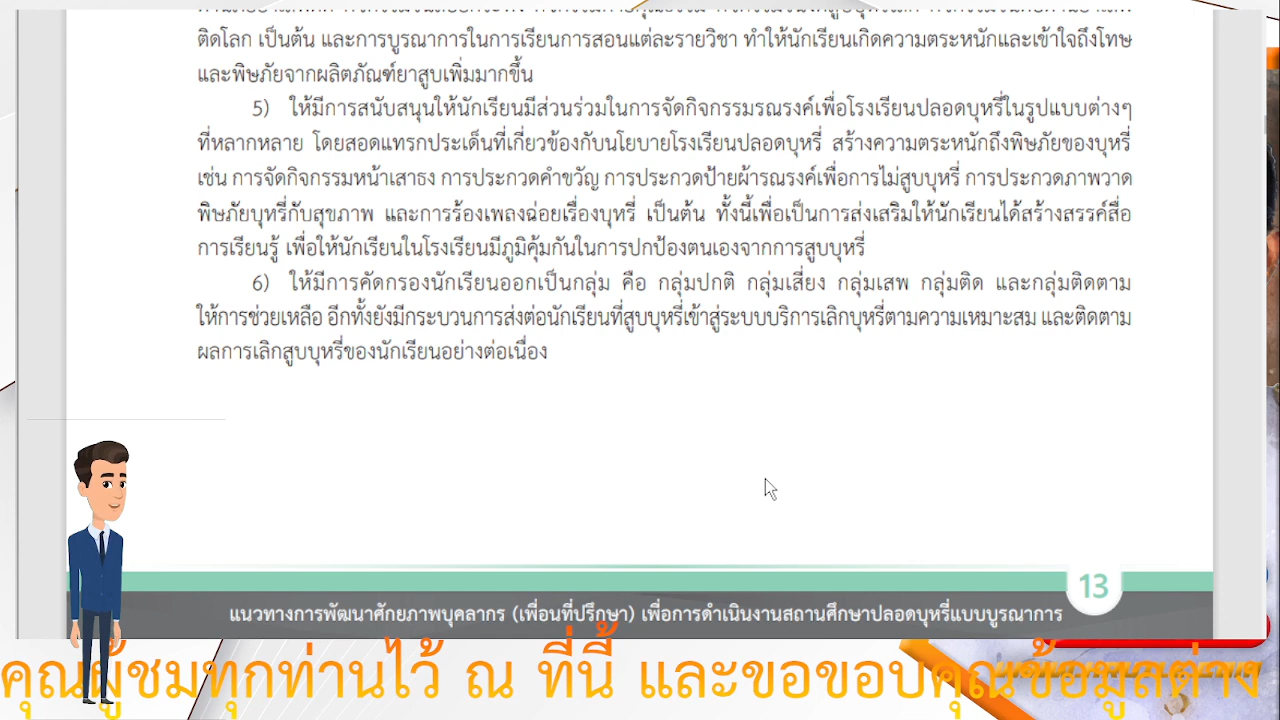 ติดโลก เป็นต้น และการบูรณาการในการเรียนการสอนแต่ละรายวิชา ทำให้นักเรียนเกิดความตระหนักและเข้าใจถึงโทษ
และพิษภัยจากผลิตภัณฑ์ยาสูบเพิ่มมากขึ้น
5) ให้มีการสนับสนุนให้นักเรียนมีส่วนร่วมในการจัดกิจกรรมรณรงค์เพื่อโรงเรียนปลอดบุหรี่ในรูปแบบต่างๆ
ที่หลากหลาย โดยสอดแทรกประเด็นที่เกี่ยวข้องกับนโยบายโรงเรียนปลอดบุหรี่ สร้างความตระหนักถึงพิษภัยของบุหรี่
เช่น การจัดกิจกรรมหน้าเสาธง การประกวดคำขวัญ การประกวดป้ายผ้ารณรงค์เพื่อการไม่สูบบุหรี่ การประกวดภาพวาด
พิษภัยบุหรี่กับสุขภาพ และการร้องเพลงฉ่อยเรื่องบุหรี่ เป็นต้น ทั้งนี้เพื่อเป็นการส่งเสริมให้นักเรียนได้สร้างสรรค์สื่อ
การเรียนรู้ เพื่อให้นักเรียนในโรงเรียนมีภูมิคุ้มกันในการปกป้องตนเองจากการสูบบุหรี่
6) ให้มีการคัดกรองนักเรียนออกเป็นกลุ่ม คือ กลุ่มปกติ กลุ่มเสี่ยง กลุ่มเสพ กลุ่มติด และกลุ่มติดตาม
ให้การช่วยเหลือ อีกทั้งยังมีกระบวนการส่งต่อนักเรียนที่สูบบุหรี่เข้าสู่ระบบบริการเลิกบุหรี่ตามความเหมาะสม และติดตาม
ผลการเลิกสูบบุหรี่ของนักเรียนอย่างต่อเนื่อง
13
แนวทางการพัฒนาศักยภาพบุคลากร (เพื่อนที่ปรึกษา) เพื่อการดำเนินงานสถานศึกษาปลอดบุหรี่แบบบูรณาการ
คุณผู้ชมทุกท่านไว้ ณ ที่นี้ และขอขอบคุณข้อมูลต่าง